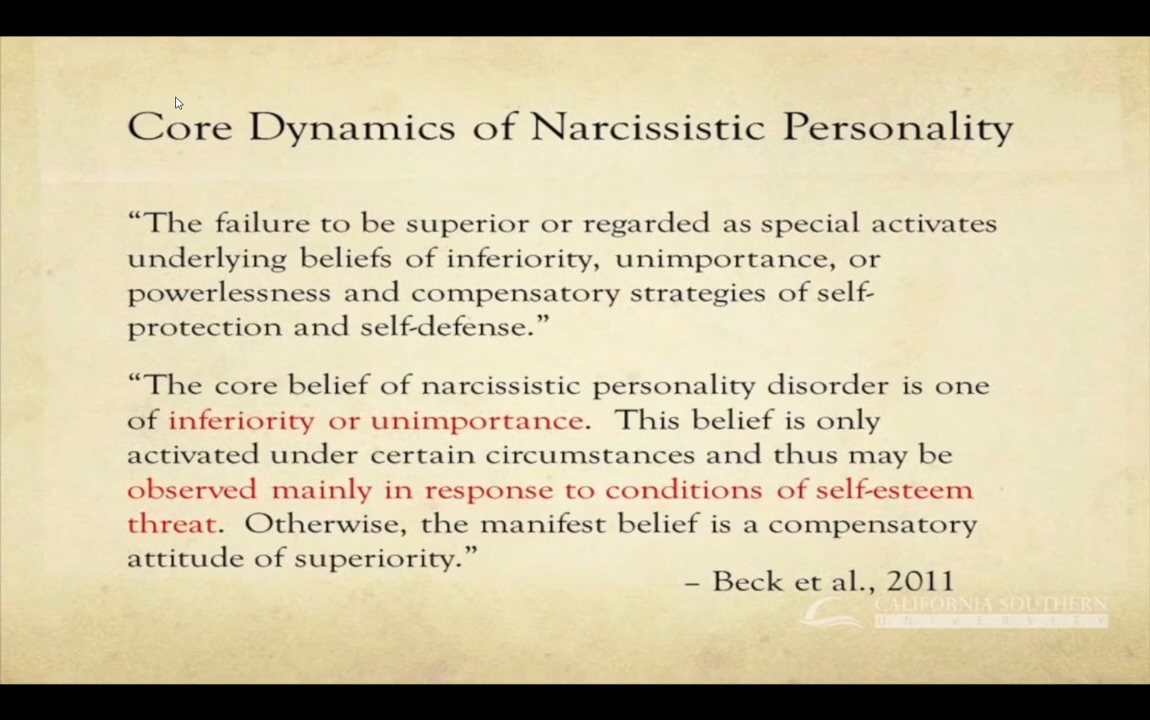 Core Dynamics of Narcissistic Personality
“The failure to be superior or regarded as special activates
underlying beliefs of inferiority, unimportance, or
powerlessness and compensatory strategies of self-
protection and self-defense.”
“The core belief of narcissistic personality disorder is one
of inferiority or unimportance.  This belief is only
activated under certain circumstances and thus may be
observed mainly in response to conditions of self-esteem
threat.  Otherwise, the manifest belief is a compensatory
attitude of superiority.”
– Beck et al., 2011
CALIFORNIA SOUTHERN
UNIVERSITY